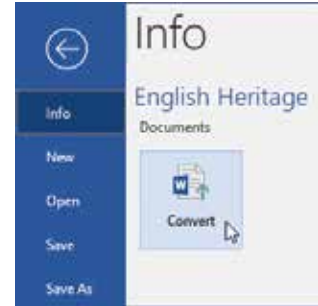 Info
English Heritage
Documents
Convert
Info
New
Open
Save
Save As